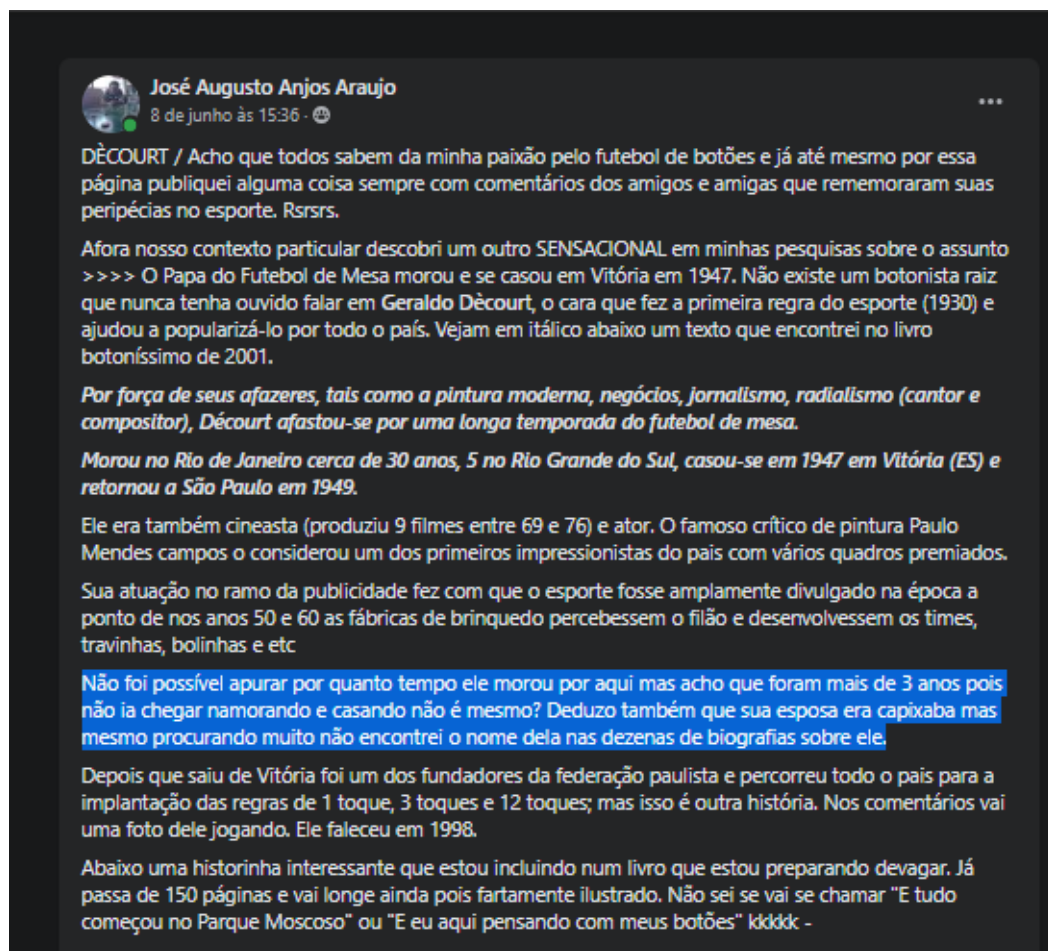 José Augusto Anjos Araujo
8 de junho às 15:36 ·
DÈCOURT / Acho que todos sabem da minha paixão pelo futebol de botões e já até mesmo por essa
página publiquei alguma coisa sempre com comentários dos amigos e amigas que rememoraram suas
peripécias no esporte. Rsrsrs.
Afora nosso contexto particular descobri um outro SENSACIONAL em minhas pesquisas sobre o assunto
>>>> O Papa do Futebol de Mesa morou e se casou em Vitória em 1947. Não existe um botonista raiz
que nunca tenha ouvido falar em Geraldo Dècourt, o cara que fez a primeira regra do esporte (1930) e
ajudou a popularizá-lo por todo o país. Vejam em itálico abaixo um texto que encontrei no livro
botoníssimo de 2001.
Por força de seus afazeres, tais como a pintura moderna, negócios, jornalismo, radialismo (cantor e
compositor), Décourt afastou-se por uma longa temporada do futebol de mesa.
Morou no Rio de Janeiro cerca de 30 anos, 5 no Rio Grande do Sul, casou-se em 1947 em Vitória (ES) e
retornou a São Paulo em 1949.
Ele era também cineasta (produziu 9 filmes entre 69 e 76) e ator. O famoso crítico de pintura Paulo
Mendes campos o considerou um dos primeiros impressionistas do pais com vários quadros premiados.
Sua atuação no ramo da publicidade fez com que o esporte fosse amplamente divulgado na época a
ponto de nos anos 50 e 60 as fábricas de brinquedo percebessem o filão e desenvolvessem os times,
travinhas, bolinhas e etc
Não foi possível apurar por quanto tempo ele morou por aqui mas acho que foram mais de 3 anos pois
não ia chegar namorando e casando não é mesmo? Deduzo também que sua esposa era capixaba mas
mesmo procurando muito não encontrei o nome dela nas dezenas de biografias sobre ele.
Depois que saiu de Vitória foi um dos fundadores da federação paulista e percorreu todo o pais para a
implantação das regras de 1 toque, 3 toques e 12 toques; mas isso é outra história. Nos comentários vai
uma foto dele jogando. Ele faleceu em 1998.
Abaixo uma historinha interessante que estou incluindo num livro que estou preparando devagar. Já
passa de 150 páginas e vai longe ainda pois fartamente ilustrado. Não sei se vai se chamar "E tudo
começou no Parque Moscoso" ou "E eu aqui pensando com meus botões" kkkkk -